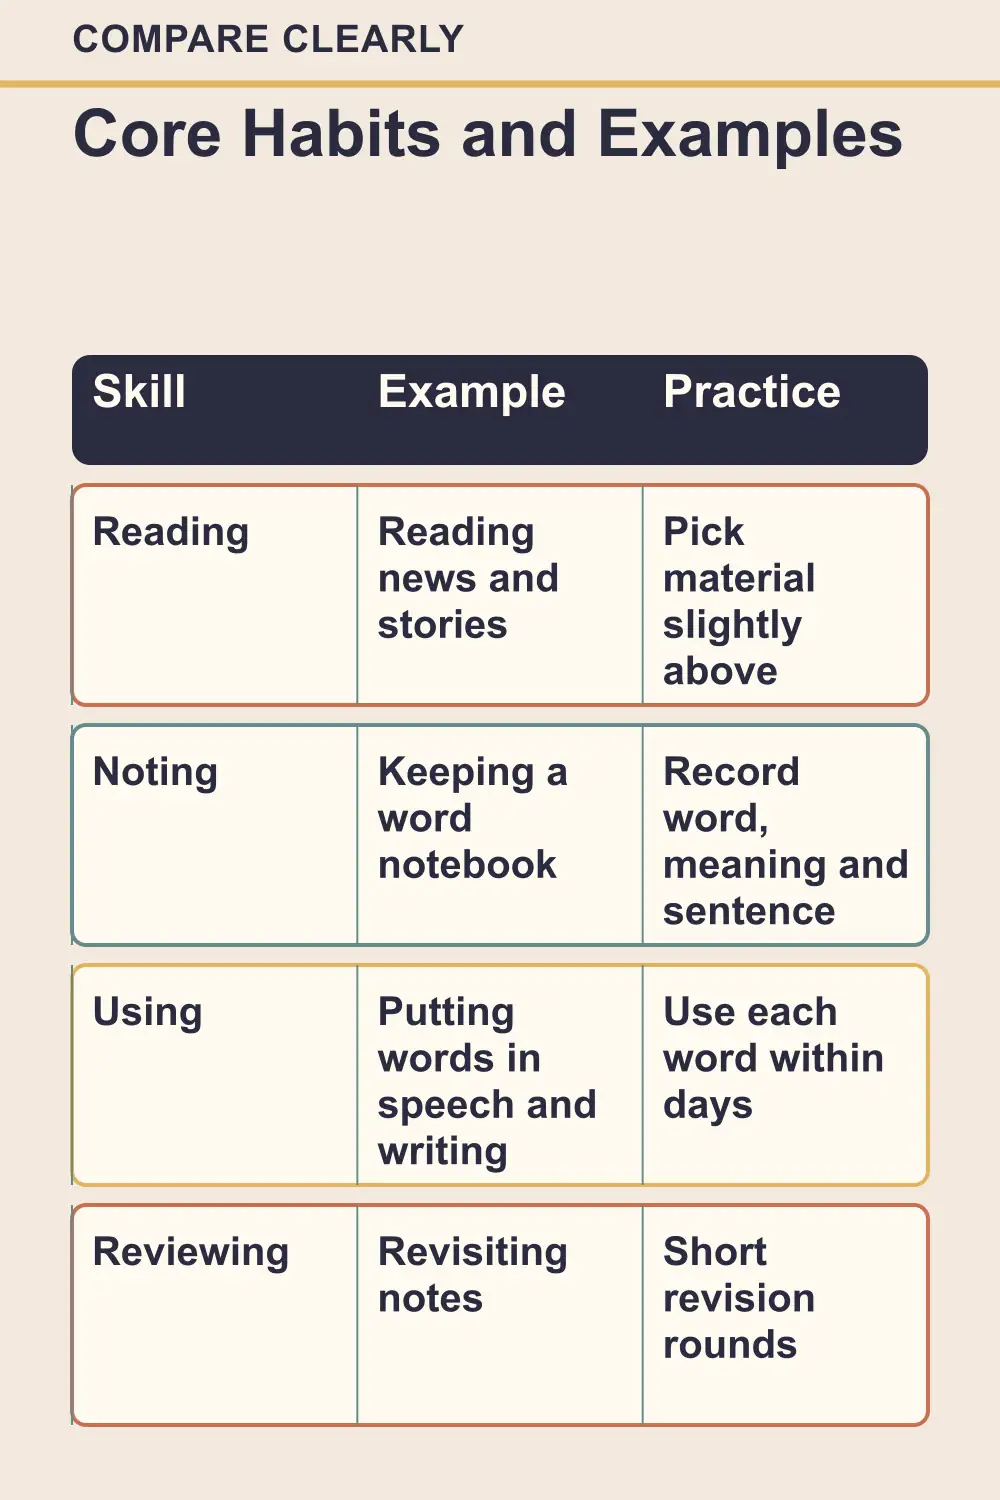 COMPARE CLEARLY
Core Habits and Examples
Skill
Example
Practice
Reading
Reading
news and
stories
Pick
material
slightly
above
Noting
Keeping a
word
notebook
Record
word,
meaning and
sentence
Using
Putting
words in
speech and
writing
Use each
word within
days
Reviewing
Revisiting
notes
Short
revision
rounds